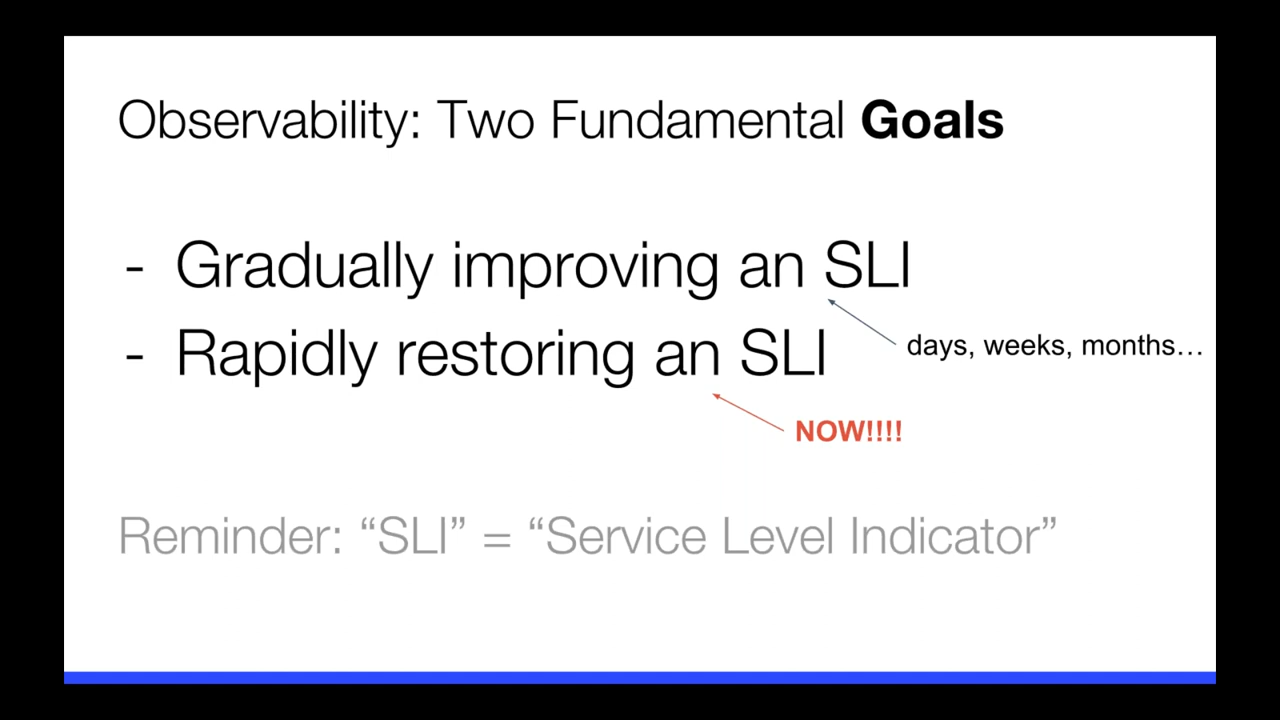 Observability: Two Fundamental Goals
- Gradually improving an SLI
days, weeks, months…
- Rapidly restoring an SLI
NOW!!!!
Reminder: “SLI” = “Service Level Indicator”